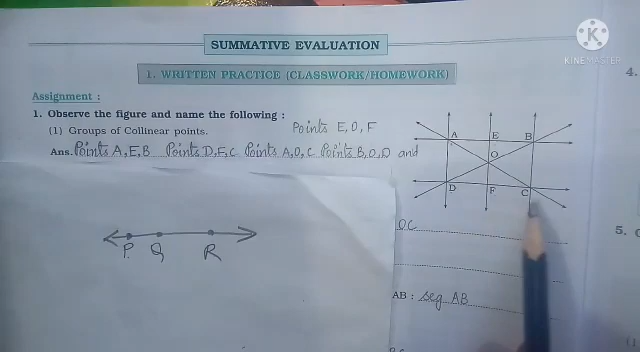 SUMMATIVE EVALUATION
K
KINEMASTER
1. WRITTEN PRACTICE (CLASSWORK/HOMEWORK)
4.
Assignment :
1. Observe the figure and name the following :
(1) Groups of Collinear points.
Points E, O, F
Ans. Points A, E, B Points D, F, C Points A, O, C Points B, O, D and
A E B
O
D F C
OC
5.
P Q R
AB : seg AB